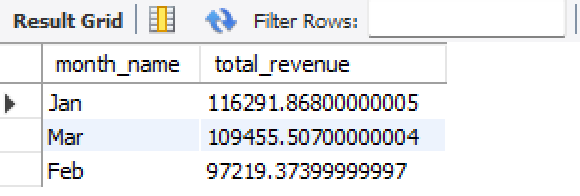 Result Grid Filter Rows:
month_name total_revenue
Jan 116291.86800000005
Mar 109455.50700000004
Feb 97219.37399999997